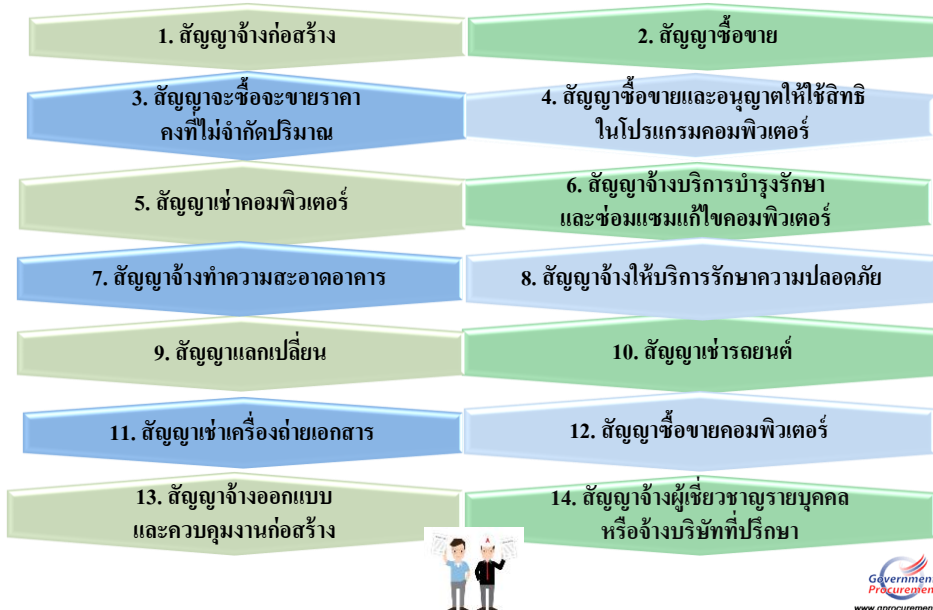 1. สัญญาจ้างก่อสร้าง
2. สัญญาซื้อขาย
3. สัญญาจะซื้อจะขายราคา
คงที่ไม่จำกัดปริมาณ
4. สัญญาซื้อขายและอนุญาตให้ใช้สิทธิ
ในโปรแกรมคอมพิวเตอร์
5. สัญญาเช่าคอมพิวเตอร์
6. สัญญาจ้างบริการบำรุงรักษา
และซ่อมแซมแก้ไขคอมพิวเตอร์
7. สัญญาจ้างทำความสะอาดอาคาร
8. สัญญาจ้างให้บริการรักษาความปลอดภัย
9. สัญญาแลกเปลี่ยน
10. สัญญาเช่ารถยนต์
11. สัญญาเช่าเครื่องถ่ายเอกสาร
12. สัญญาซื้อขายคอมพิวเตอร์
13. สัญญาจ้างออกแบบ
และควบคุมงานก่อสร้าง
14. สัญญาจ้างผู้เชี่ยวชาญรายบุคคล
หรือจ้างบริษัทที่ปรึกษา
Government
Procurement